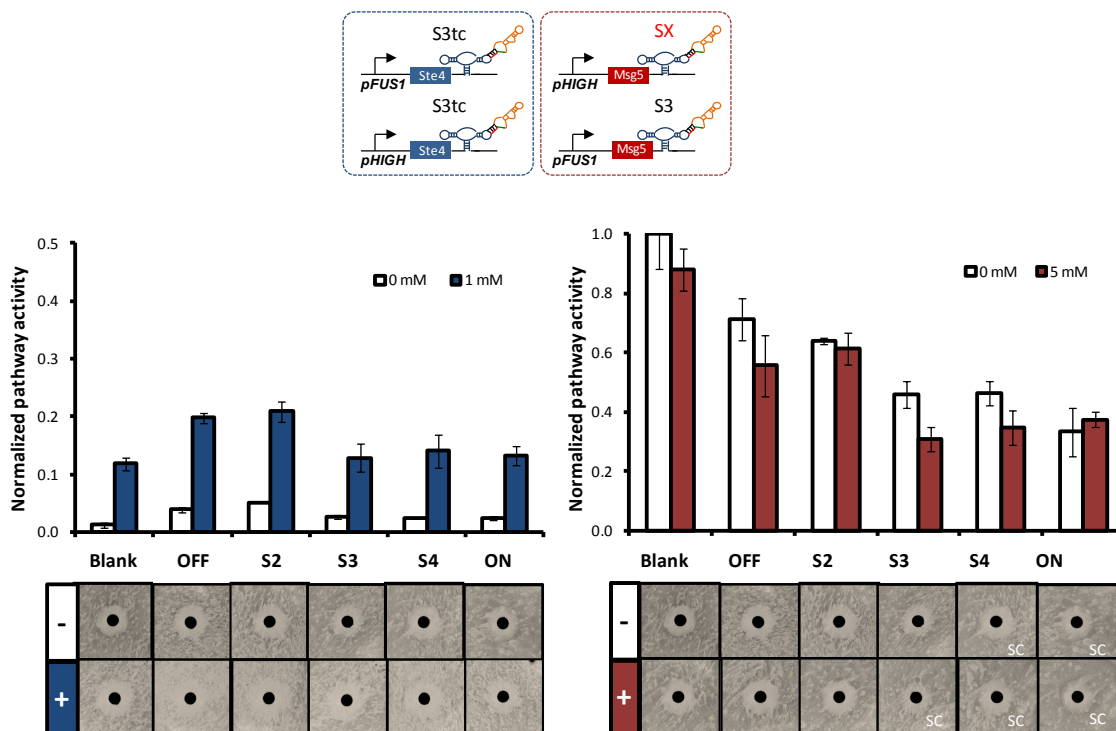 S3tc
SX
pFUS1
Ste4
pHIGH
Msg5
S3tc
S3
pHIGH
Ste4
pFUS1
Msg5
Normalized pathway activity
0.5
0.4
0.3
0.2
0.1
0.0
0 mM
1 mM
Blank OFF S2 S3 S4 ON
-
+
Normalized pathway activity
1.0
0.8
0.6
0.4
0.2
0.0
0 mM
5 mM
Blank OFF S2 S3 S4 ON
-
SC SC
+
SC SC SC